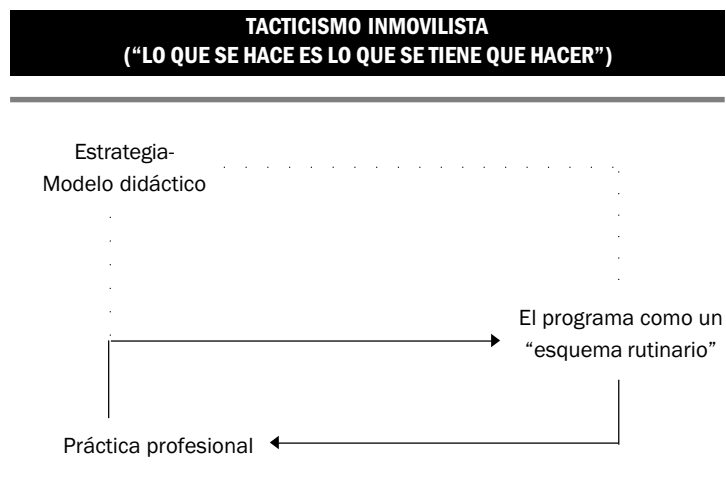 TACTICISMO INMOVILISTA
(“LO QUE SE HACE ES LO QUE SE TIENE QUE HACER”)
Estrategia-
Modelo didáctico
El programa como un
“esquema rutinario”
Práctica profesional